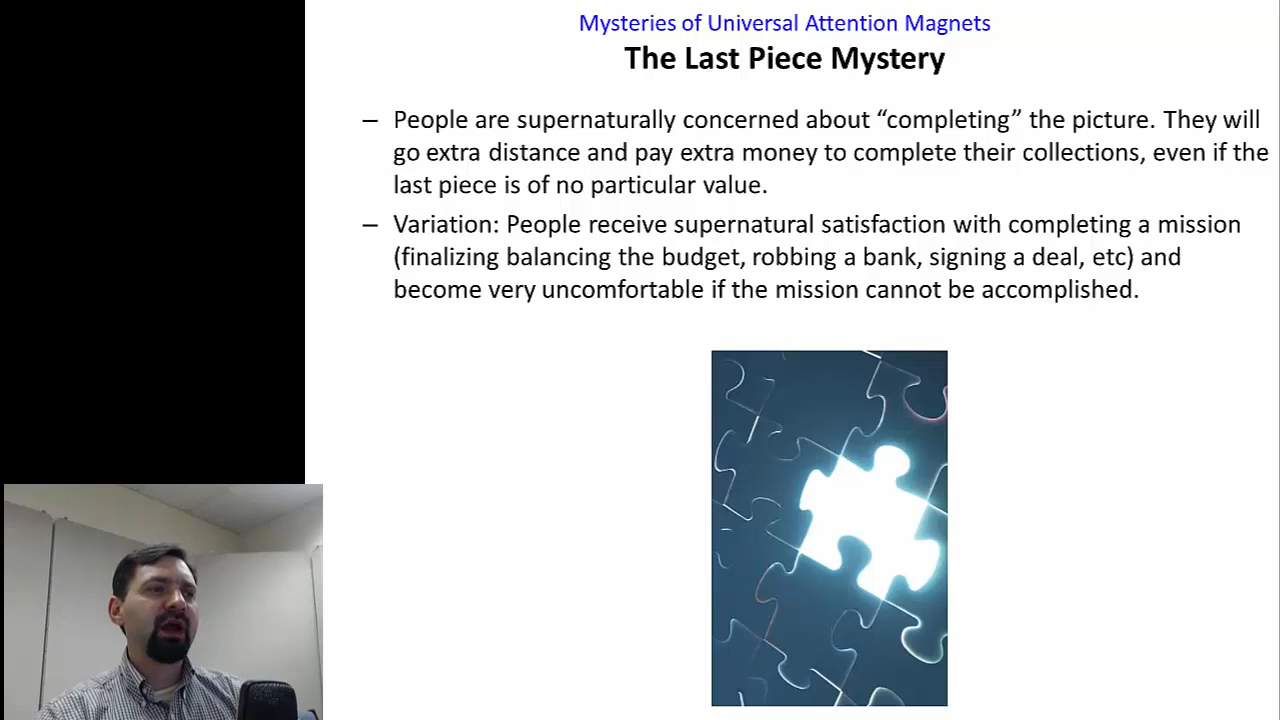 Mysteries of Universal Attention Magnets
The Last Piece Mystery
– People are supernaturally concerned about “completing” the picture. They will
go extra distance and pay extra money to complete their collections, even if the
last piece is of no particular value.
– Variation: People receive supernatural satisfaction with completing a mission
(finalizing balancing the budget, robbing a bank, signing a deal, etc) and
become very uncomfortable if the mission cannot be accomplished.